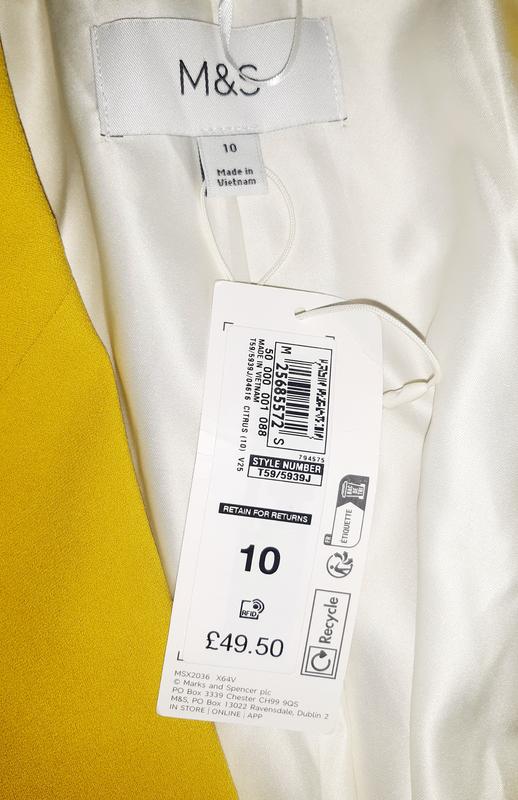 M&S
10
Made in
Vietnam
M 25685572 S
50 000 001 088
MADE IN VIETNAM
T59/5939J/04616 CITRUS (10) V25
794575
STYLE NUMBER
T59/5939J
RETAIN FOR RETURNS
FR
ÉTIQUETTE
10
RFID
Recycle
£49.50
MSX2036 X64V
© Marks and Spencer plc
PO Box 3339 Chester CH99 9QS
M&S, PO Box 13022 Ravensdale, Dublin 2
IN STORE | ONLINE | APP